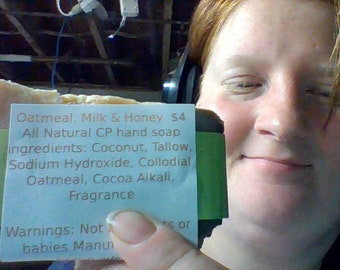 Oatmeal. Milk & Honey $4
All Natural CP hand soap
ingredients: Coconut, Tallow,
Sodium Hydroxide, Collodial
Oatmeal, Cocoa Alkali,
Fragrance
Warnings: Not or
babies